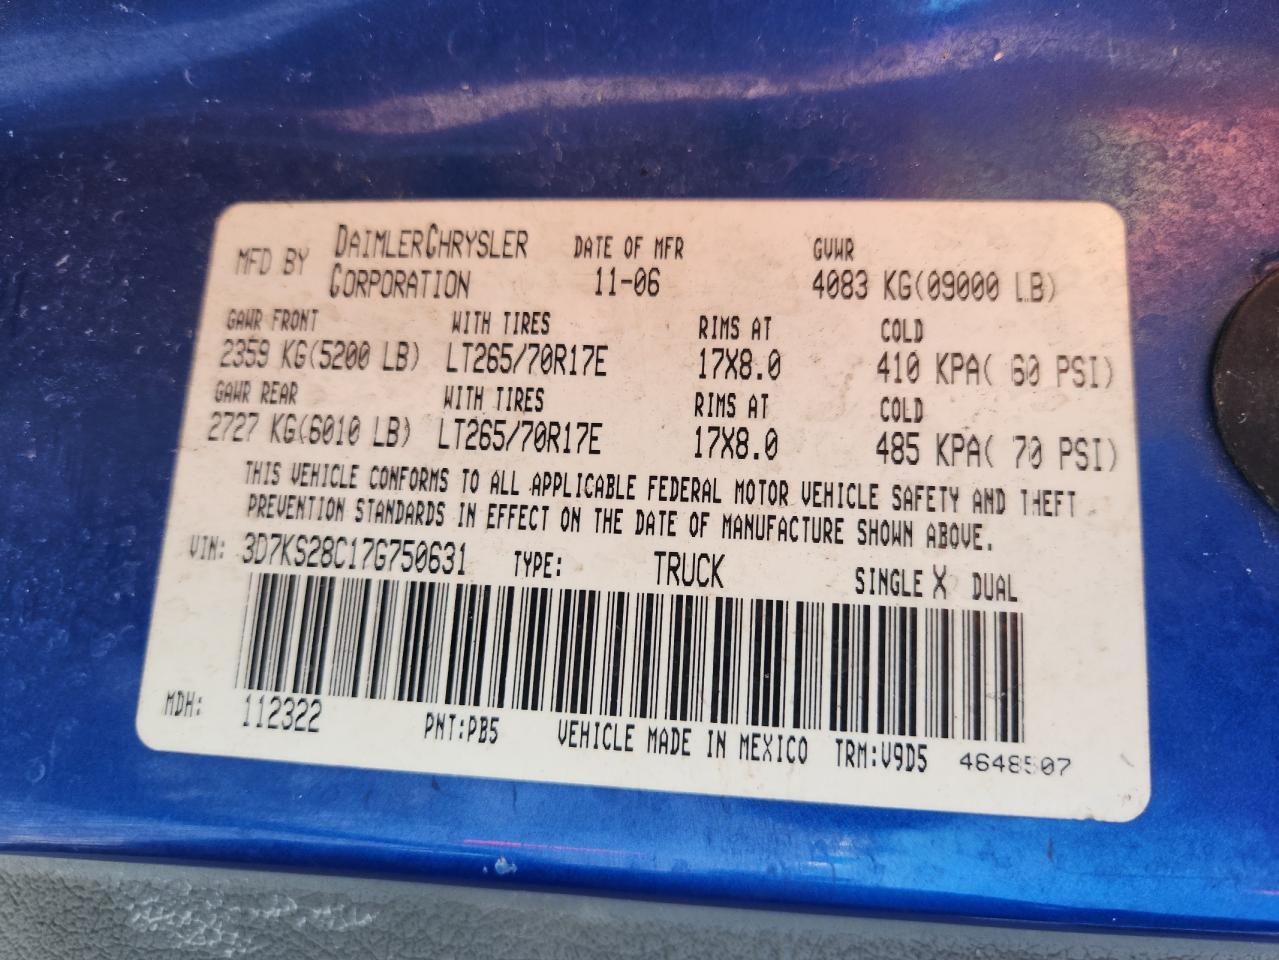 MFD BY DAIMLERCHRYSLER CORPORATION DATE OF MFR 11-06 GVWR 4083 KG(09000 LB)
GAWR FRONT WITH TIRES RIMS AT COLD
2359 KG(5200 LB) LT265/70R17E 17X8.0 410 KPA( 60 PSI)
GAWR REAR WITH TIRES RIMS AT COLD
2727 KG(6010 LB) LT265/70R17E 17X8.0 485 KPA( 70 PSI)
THIS VEHICLE CONFORMS TO ALL APPLICABLE FEDERAL MOTOR VEHICLE SAFETY AND THEFT
PREVENTION STANDARDS IN EFFECT ON THE DATE OF MANUFACTURE SHOWN ABOVE.
VIN: 3D7KS28C17G750631 TYPE: TRUCK SINGLE X DUAL
MDH: 112322 PNT:PB5 VEHICLE MADE IN MEXICO TRM:V9D5 4648507